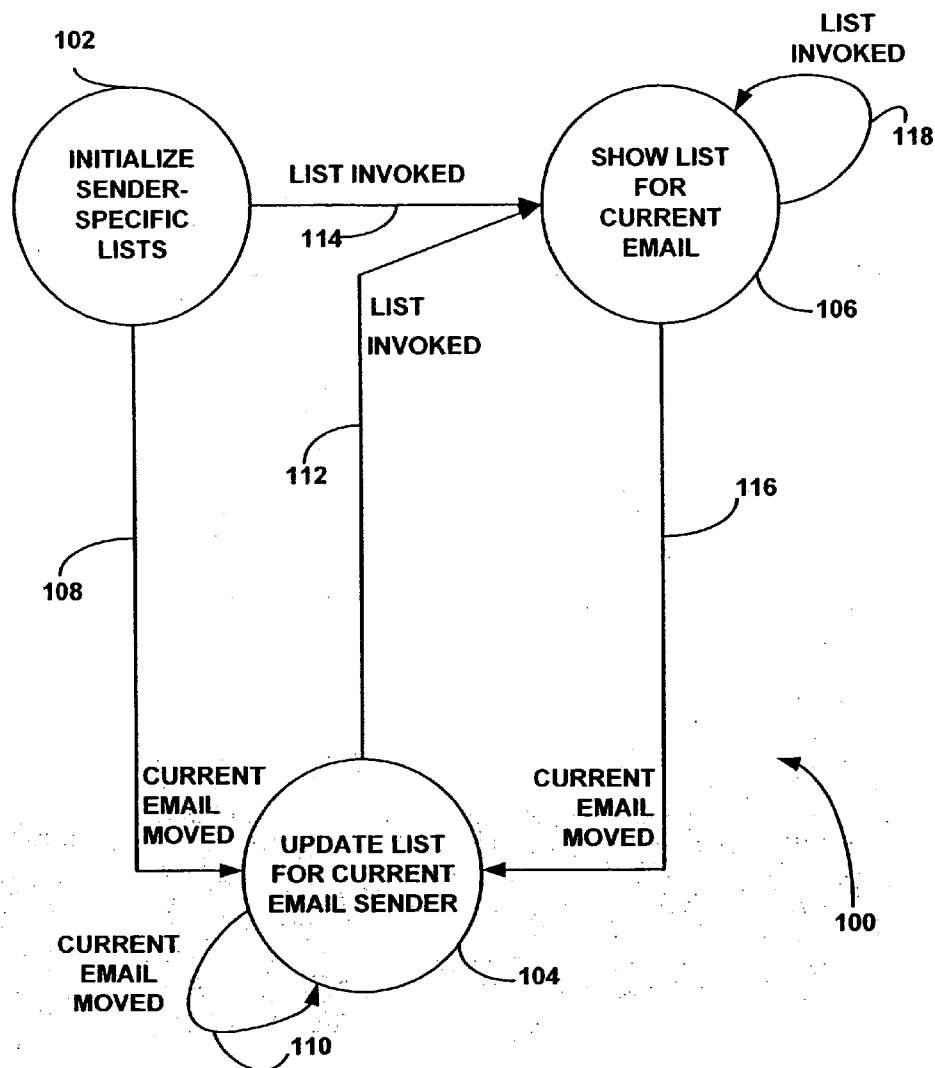 102
LIST
INVOKED
118
INITIALIZE
SENDER-
SPECIFIC
LISTS
LIST INVOKED
114
SHOW LIST
FOR
CURRENT
EMAIL
106
LIST
INVOKED
112
116
108
CURRENT
EMAIL
MOVED
CURRENT
EMAIL
MOVED
UPDATE LIST
FOR CURRENT
EMAIL SENDER
100
CURRENT
EMAIL
MOVED
104
110